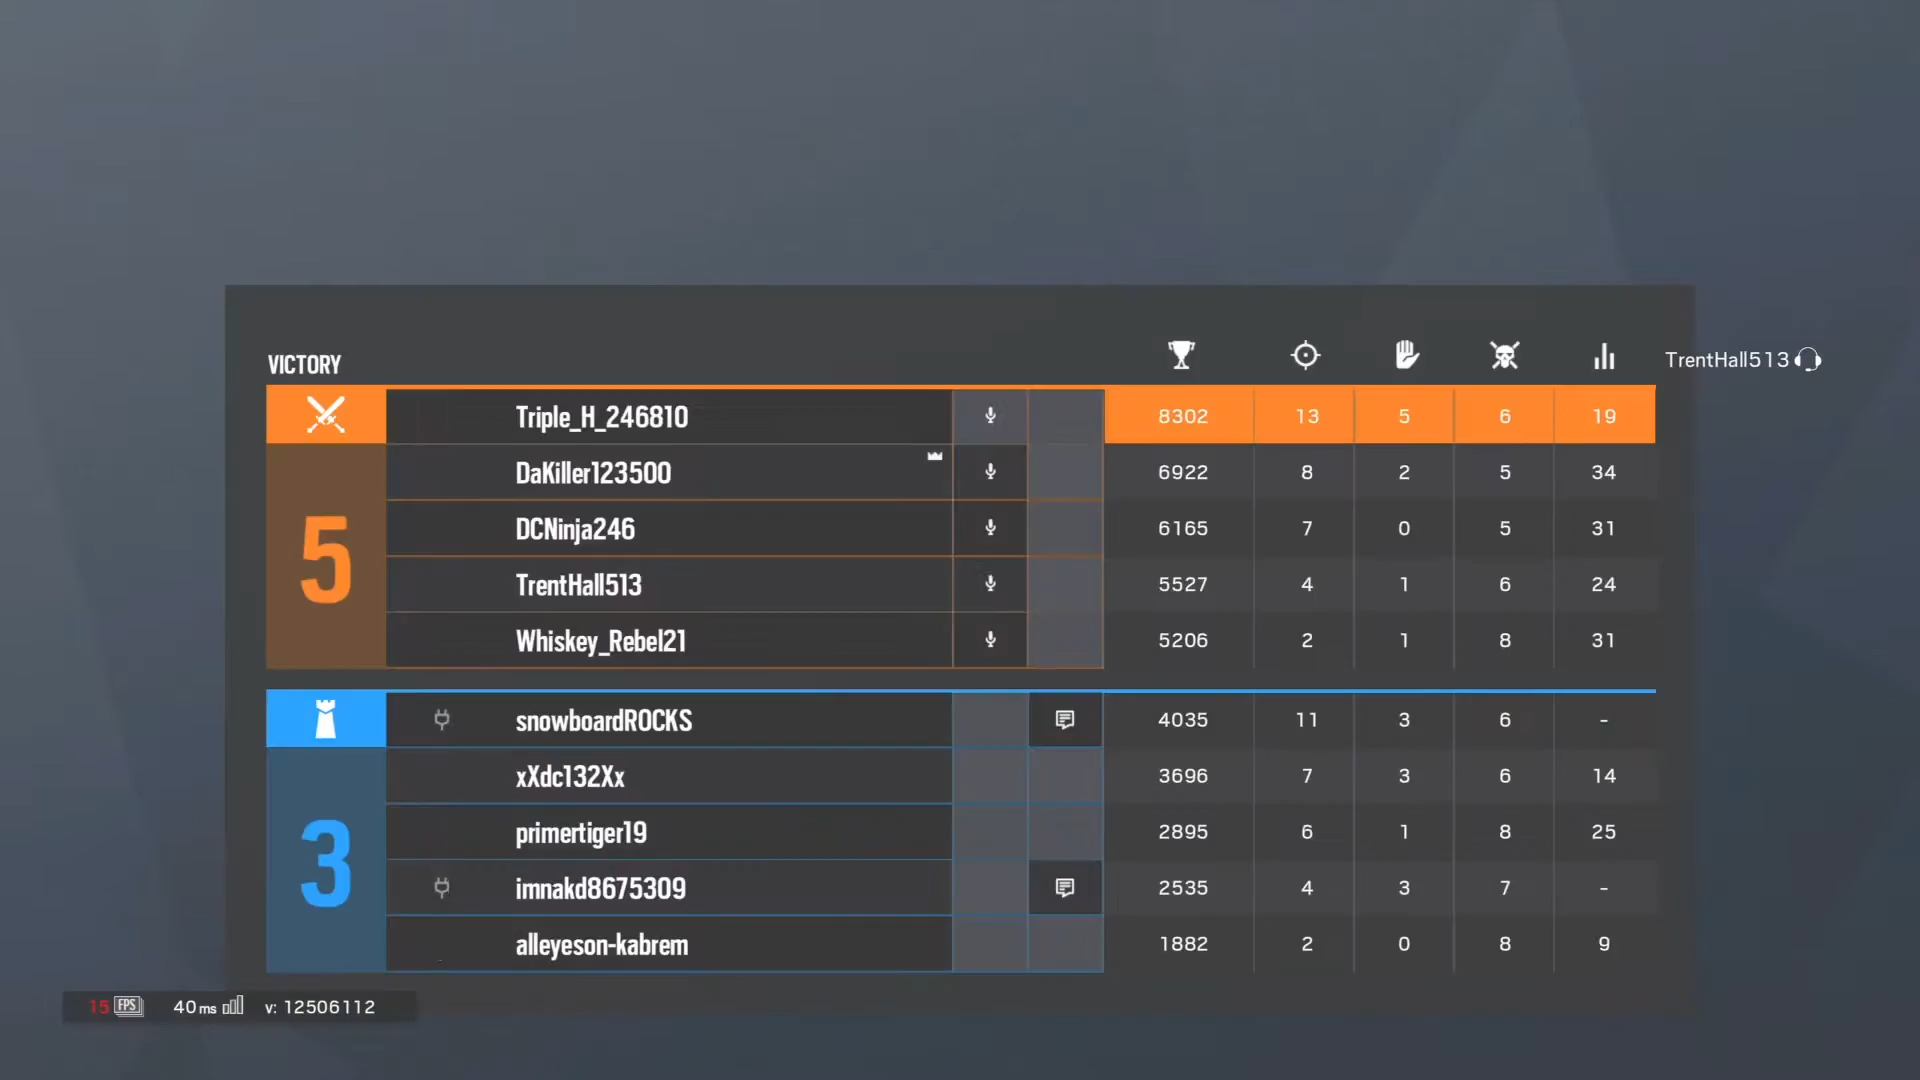 VICTORY TrentHall513
Triple_H_246810 8302 13 5 6 19
DaKiller123500 6922 8 2 5 34
5
DCNinja246 6165 7 0 5 31
TrentHall513 5527 4 1 6 24
Whiskey_Rebel21 5206 2 1 8 31
snowboardROCKS 4035 11 3 6 -
xXdc132Xx 3696 7 3 6 14
3
primertiger19 2895 6 1 8 25
imnakd8675309 2535 4 3 7 -
alleyeson-kabrem 1882 2 0 8 9
15 FPS 40 ms v: 12506112